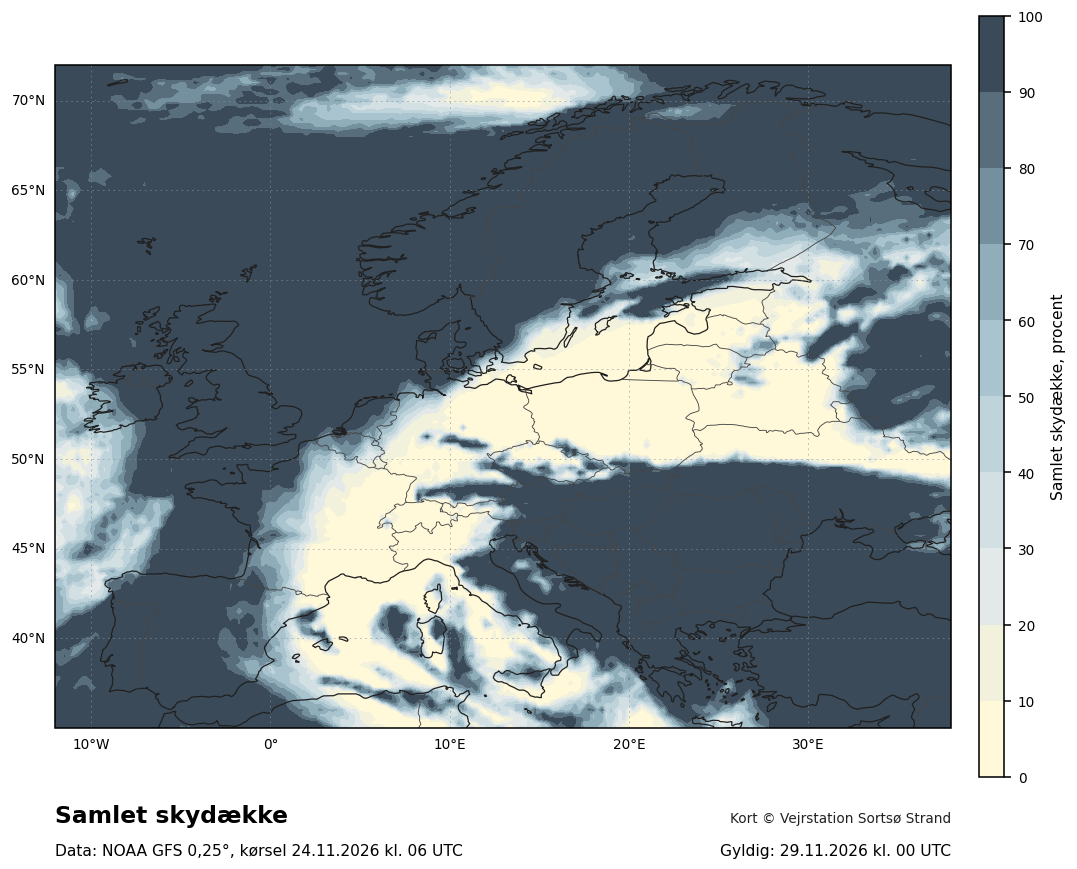 100
90
80
70
60
50
40
30
20
10
0
Samlet skydække, procent
70°N
65°N
60°N
55°N
50°N
45°N
40°N
10°W
0°
10°E
20°E
30°E
Samlet skydække
Kort © Vejrstation Sortsø Strand
Data: NOAA GFS 0,25°, kørsel 24.11.2026 kl. 06 UTC
Gyldig: 29.11.2026 kl. 00 UTC